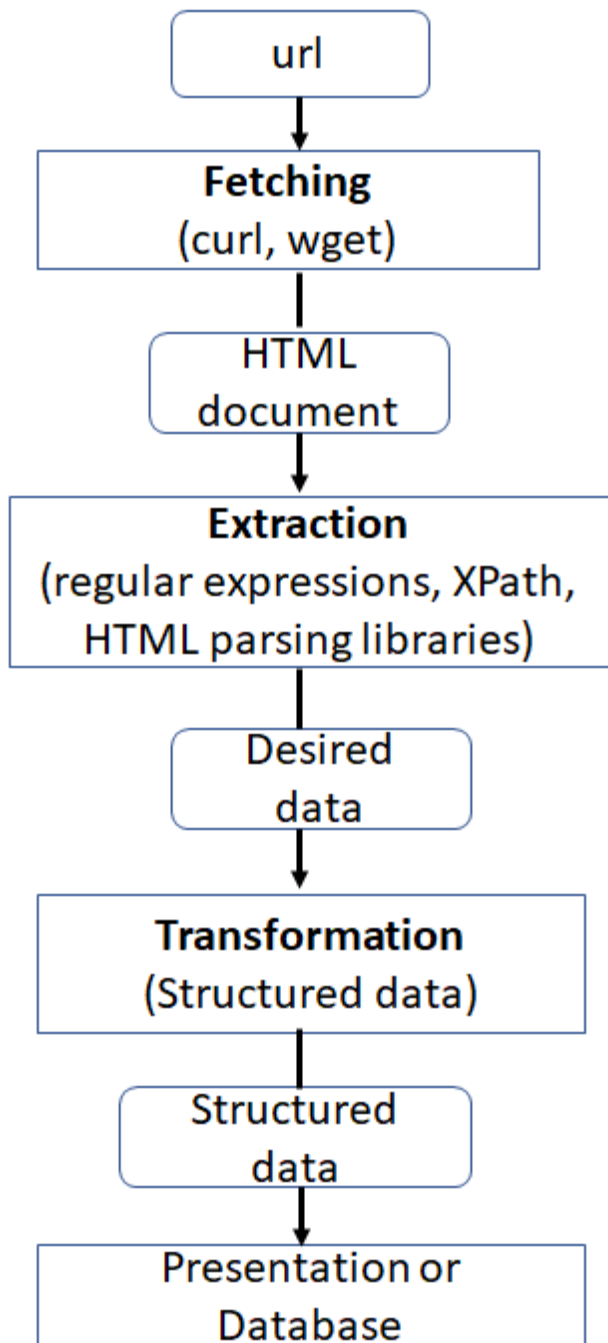 url
Fetching
(curl, wget)
HTML
document
Extraction
(regular expressions, XPath,
HTML parsing libraries)
Desired
data
Transformation
(Structured data)
Structured
data
Presentation or
Database